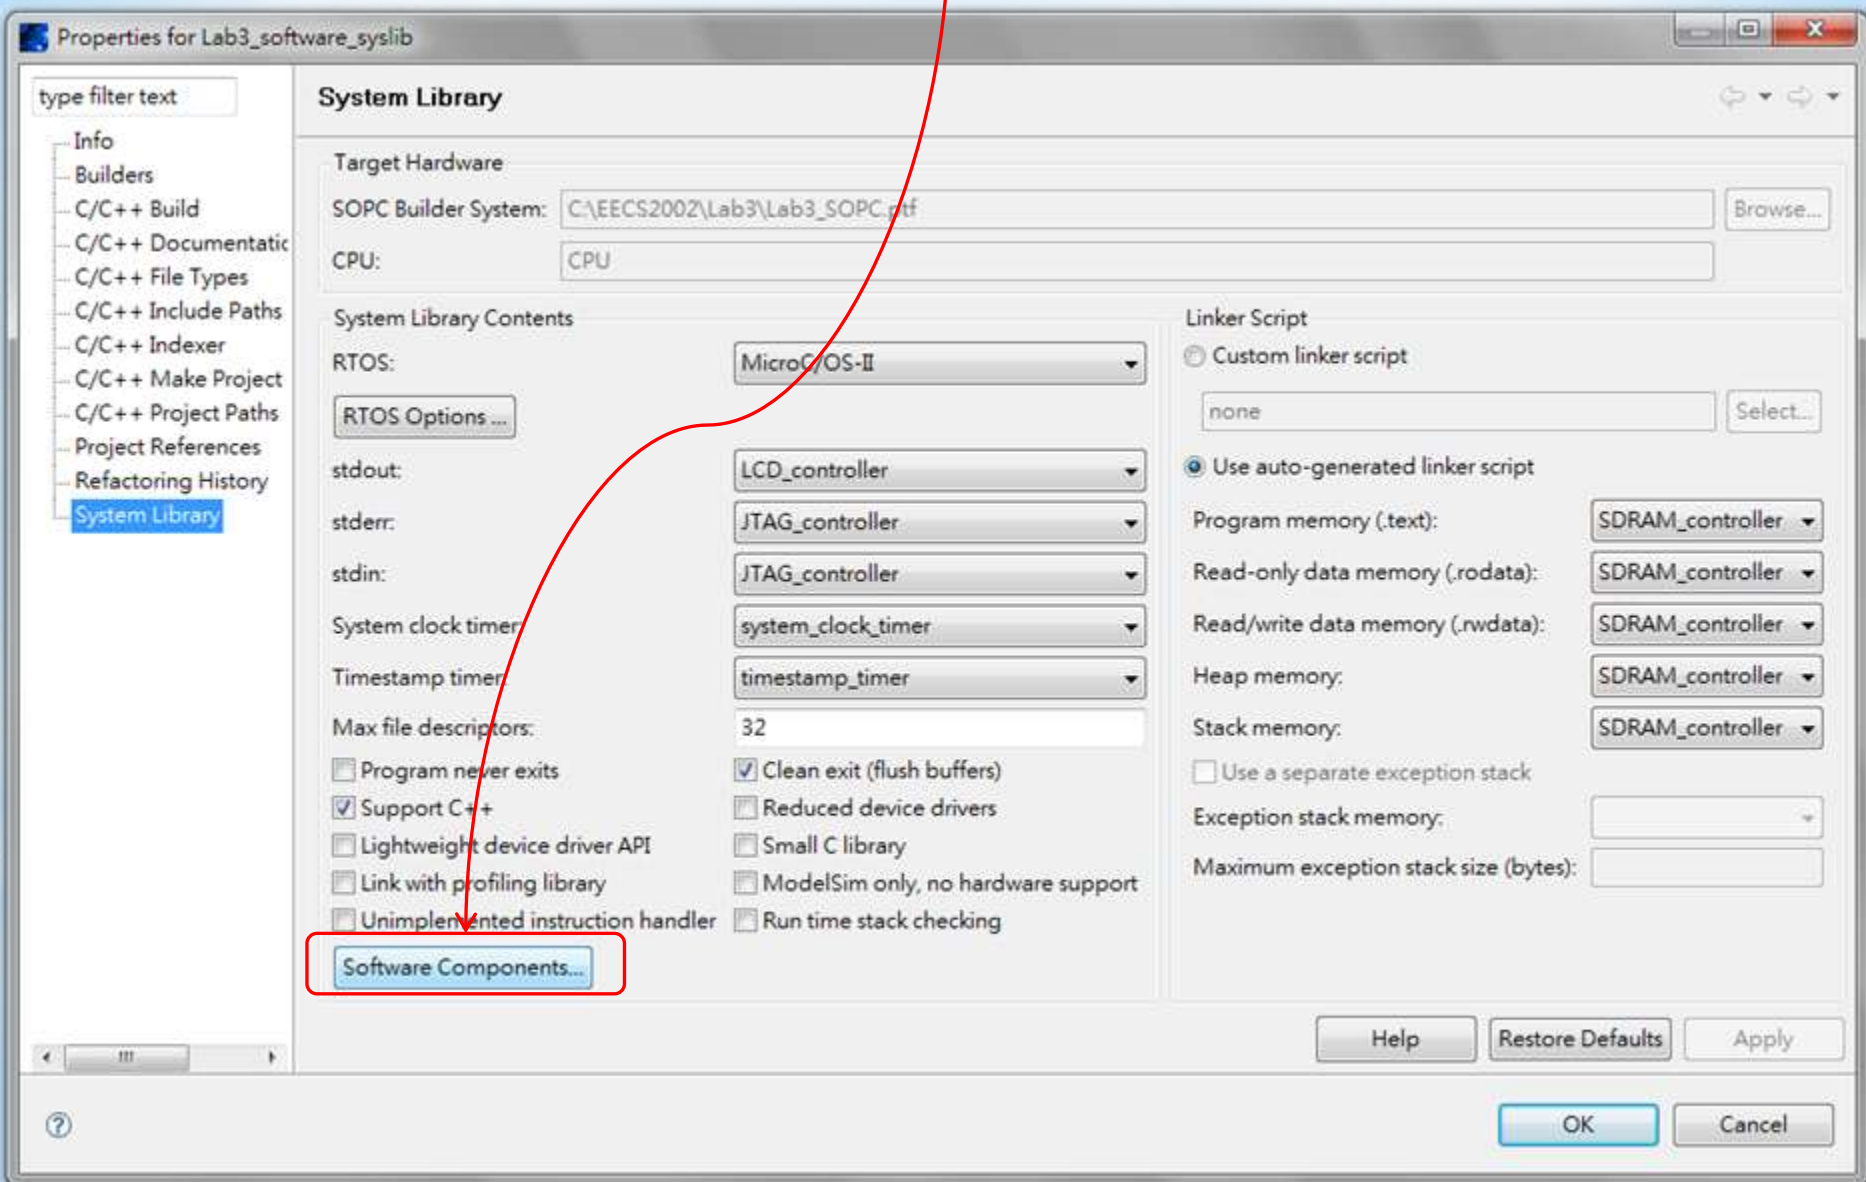 Properties for Lab3_software_syslib
type filter text
Info
Builders
C/C++ Build
C/C++ Documentatic
C/C++ File Types
C/C++ Include Paths
C/C++ Indexer
C/C++ Make Project
C/C++ Project Paths
Project References
Refactoring History
System Library
System Library
Target Hardware
SOPC Builder System: C:\EECS2002\Lab3\Lab3_SOPC.ptf Browse...
CPU: CPU
System Library Contents
RTOS: MicroC/OS-II
RTOS Options ...
stdout: LCD_controller
stderr: JTAG_controller
stdin: JTAG_controller
System clock timer: system_clock_timer
Timestamp timer: timestamp_timer
Max file descriptors: 32
Program never exits Clean exit (flush buffers)
Support C++ Reduced device drivers
Lightweight device driver API Small C library
Link with profiling library ModelSim only, no hardware support
Unimplemented instruction handler Run time stack checking
Software Components...
Linker Script
Custom linker script
none Select...
Use auto-generated linker script
Program memory (.text): SDRAM_controller
Read-only data memory (.rodata): SDRAM_controller
Read/write data memory (.rwdata): SDRAM_controller
Heap memory: SDRAM_controller
Stack memory: SDRAM_controller
Use a separate exception stack
Exception stack memory:
Maximum exception stack size (bytes):
Help Restore Defaults Apply
OK Cancel